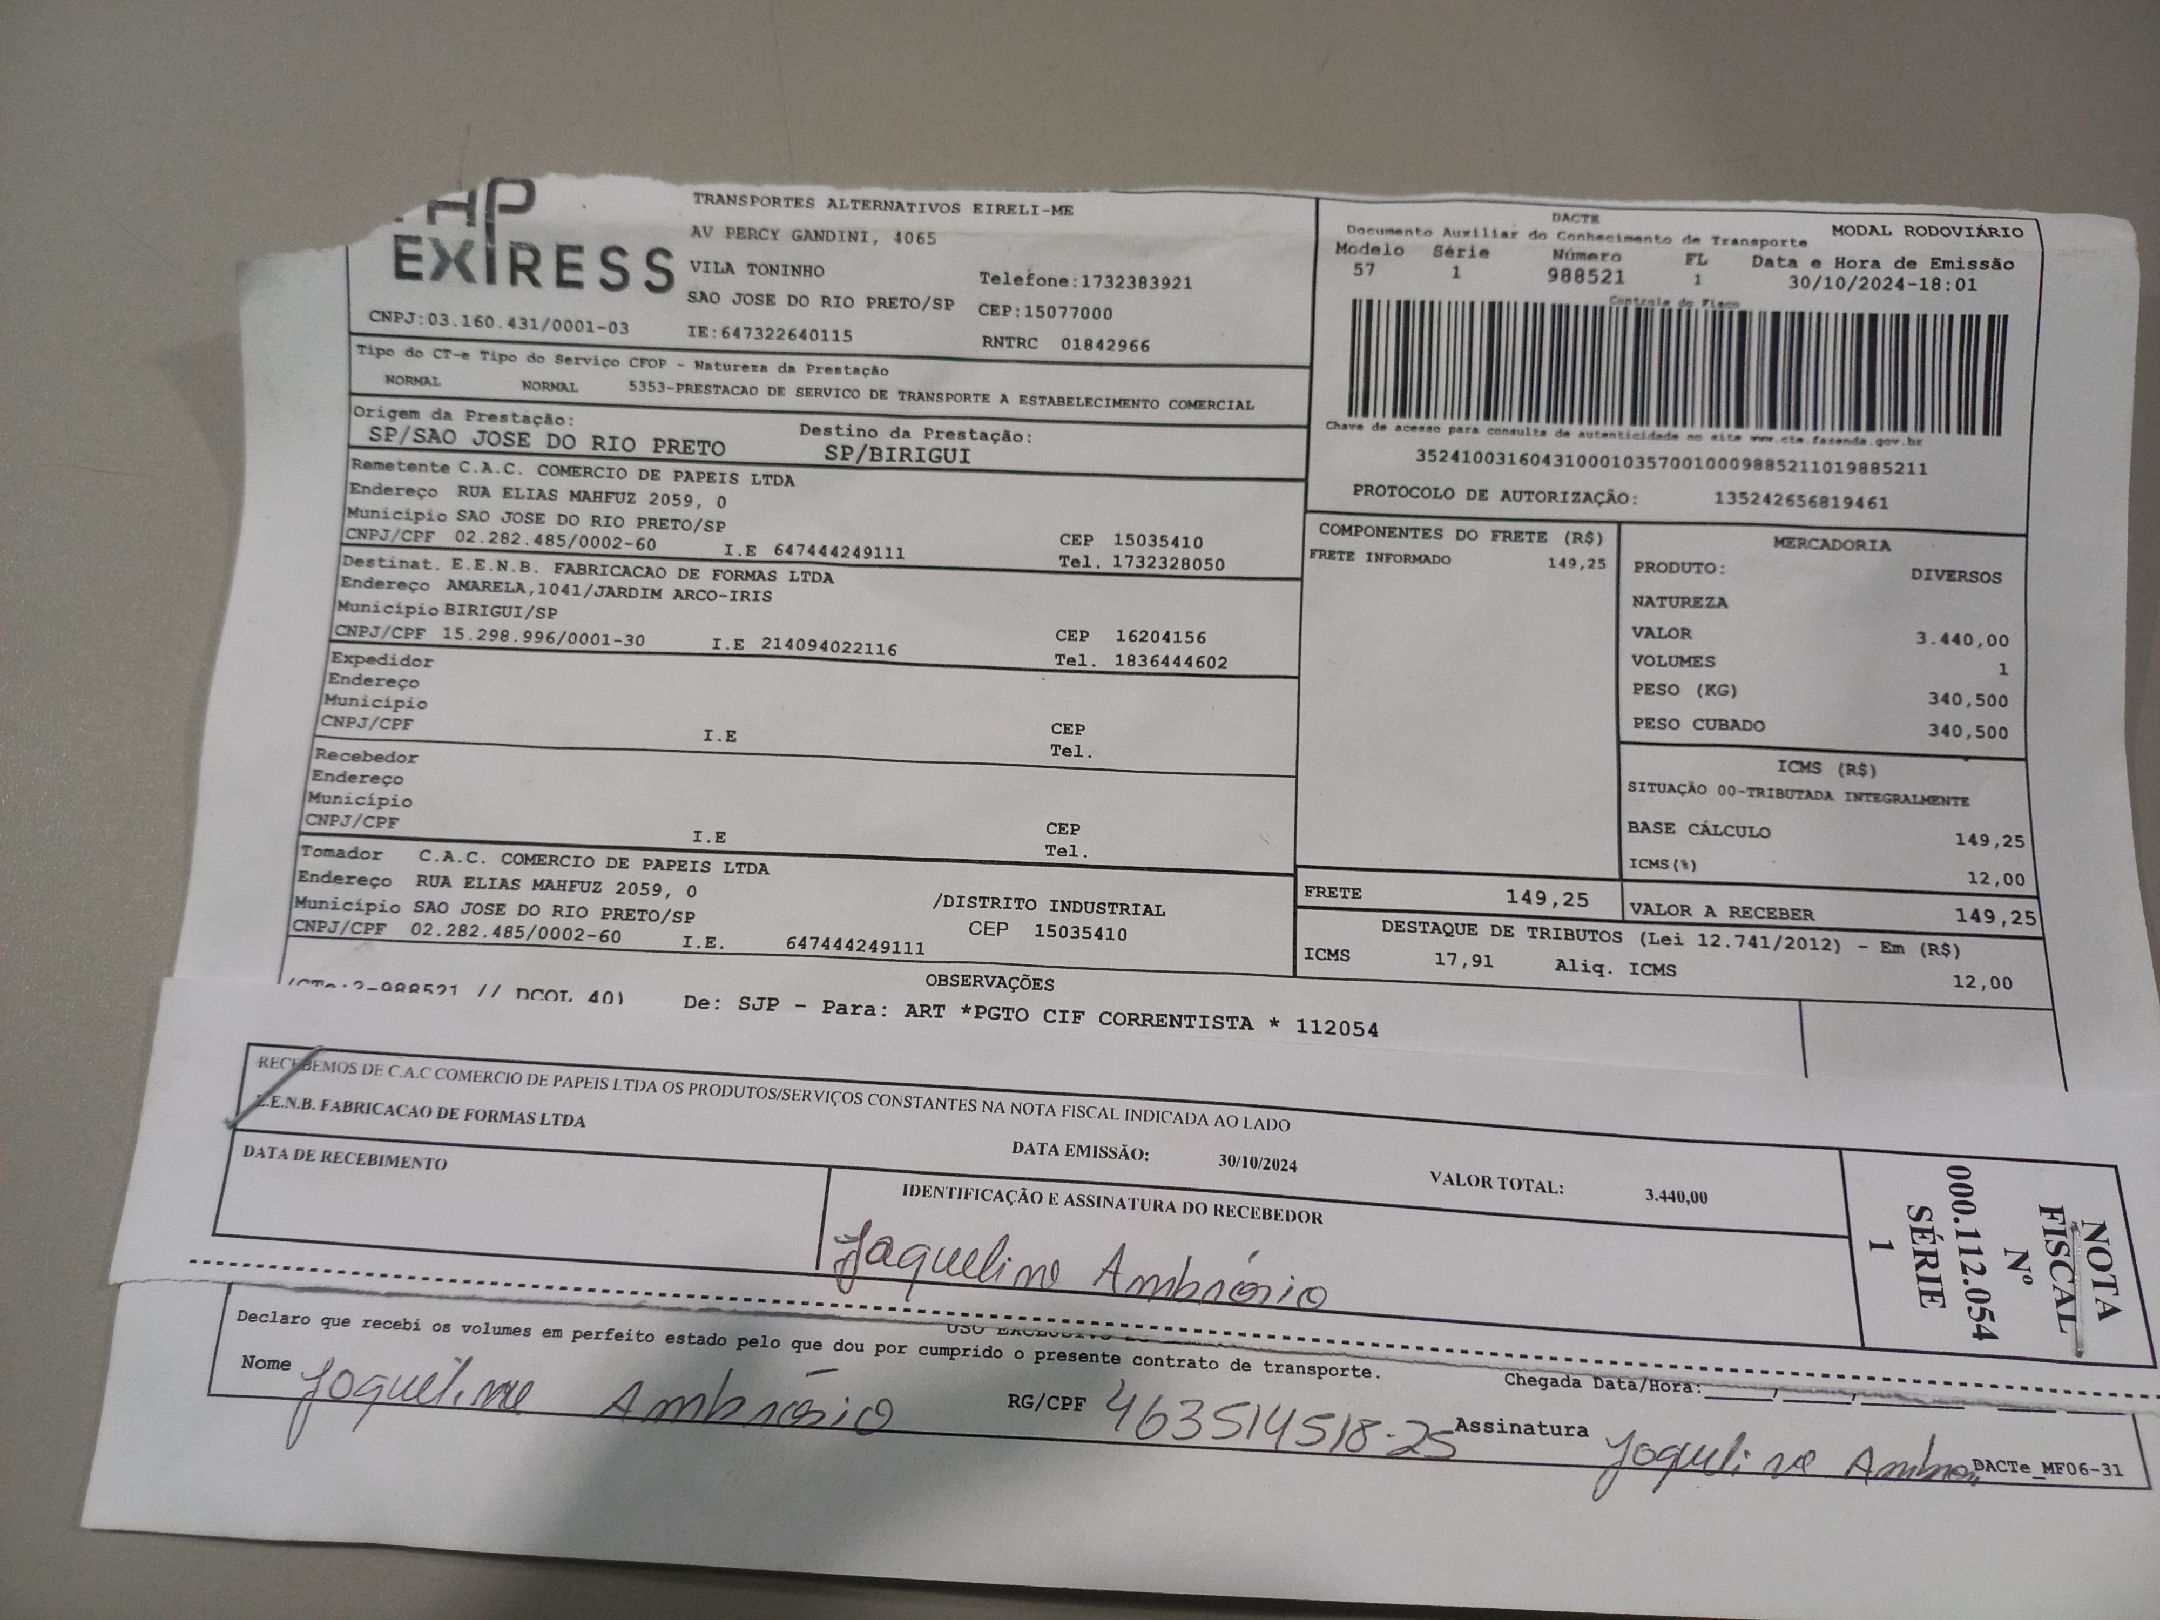 EXPRESS
TRANSPORTES ALTERNATIVOS EIRELI-ME
AV PERCY GANDINI, 4065
VILA TONINHO
Telefone:1732383921
SAO JOSE DO RIO PRETO/SP CEP:15077000
CNPJ:03.160.431/0001-03 IE:647322640115 RNTRC 01842966
DACTE MODAL RODOVIÁRIO
Documento Auxiliar do Conhecimento de Transporte
Modelo Série Número FL Data e Hora de Emissão
57 1 988521 1 30/10/2024-18:01
Controle do Fisco
Chave de acesso para consulta de autenticidade no site www.cte.fazenda.gov.br
35241003160431000103570010009885211019885211
PROTOCOLO DE AUTORIZAÇÃO: 135242656819461
Tipo do CT-e Tipo do Serviço CFOP - Natureza da Prestação
NORMAL NORMAL 5353-PRESTACAO DE SERVICO DE TRANSPORTE A ESTABELECIMENTO COMERCIAL
Origem da Prestação: Destino da Prestação:
SP/SAO JOSE DO RIO PRETO SP/BIRIGUI
Remetente C.A.C. COMERCIO DE PAPEIS LTDA
Endereço RUA ELIAS MAHFUZ 2059, 0
Município SAO JOSE DO RIO PRETO/SP CEP 15035410
CNPJ/CPF 02.282.485/0002-60 I.E 647444249111 Tel. 1732328050
Destinat. E.E.N.B. FABRICACAO DE FORMAS LTDA
Endereço AMARELA,1041/JARDIM ARCO-IRIS
Município BIRIGUI/SP CEP 16204156
CNPJ/CPF 15.298.996/0001-30 I.E 214094022116 Tel. 1836444602
Expedidor
Endereço
Município CEP
CNPJ/CPF I.E Tel.
Recebedor
Endereço
Município CEP
CNPJ/CPF I.E Tel.
Tomador C.A.C. COMERCIO DE PAPEIS LTDA
Endereço RUA ELIAS MAHFUZ 2059, 0 /DISTRITO INDUSTRIAL
Município SAO JOSE DO RIO PRETO/SP CEP 15035410
CNPJ/CPF 02.282.485/0002-60 I.E. 647444249111
COMPONENTES DO FRETE (R$)
FRETE INFORMADO 149,25
MERCADORIA
PRODUTO: DIVERSOS
NATUREZA
VALOR 3.440,00
VOLUMES 1
PESO (KG) 340,500
PESO CUBADO 340,500
ICMS (R$)
SITUAÇÃO 00-TRIBUTADA INTEGRALMENTE
BASE CÁLCULO 149,25
ICMS(%) 12,00
FRETE 149,25 VALOR A RECEBER 149,25
DESTAQUE DE TRIBUTOS (Lei 12.741/2012) - Em (R$)
ICMS 17,91 Aliq. ICMS 12,00
OBSERVAÇÕES
/CTe:2-988521 // DCOL 40) De: SJP - Para: ART *PGTO CIF CORRENTISTA * 112054
RECEBEMOS DE C.A.C COMERCIO DE PAPEIS LTDA OS PRODUTOS/SERVIÇOS CONSTANTES NA NOTA FISCAL INDICADA AO LADO
E.E.N.B. FABRICACAO DE FORMAS LTDA
DATA EMISSÃO: 30/10/2024 VALOR TOTAL: 3.440,00
DATA DE RECEBIMENTO IDENTIFICAÇÃO E ASSINATURA DO RECEBEDOR
Jaqueline Ambrósio
NOTA
FISCAL
Nº
000.112.054
SÉRIE
1
USO EXCLUSIVO
Declaro que recebi os volumes em perfeito estado pelo que dou por cumprido o presente contrato de transporte.
Chegada Data/Hora:
Nome Jaqueline Ambrósio RG/CPF 463514518-25 Assinatura Jaqueline
DACTe_MF06-31